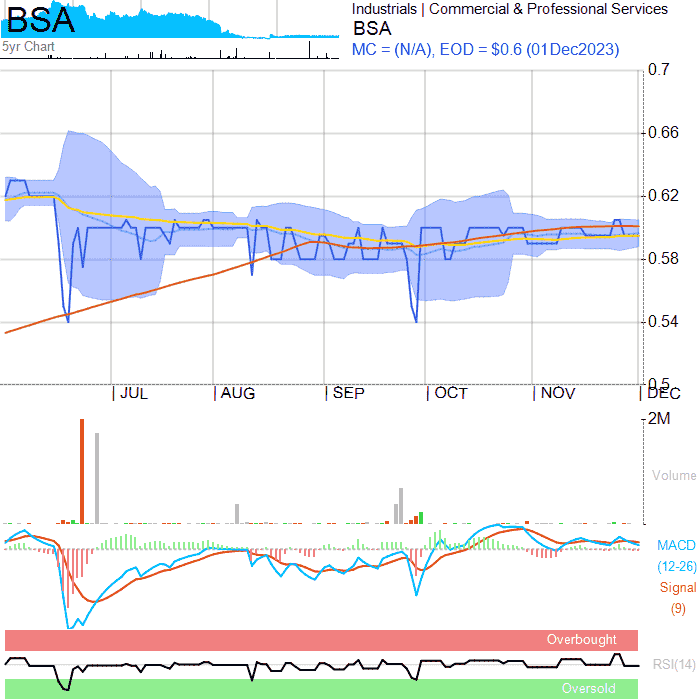 BSA
5yr Chart
Industrials | Commercial & Professional Services
BSA
MC = (N/A), EOD = $0.6 (01Dec2023)
0.7
0.66
0.62
0.58
0.54
0.5
| JUL | AUG | SEP | OCT | NOV | DEC
2M
Volume
MACD
(12-26)
Signal
(9)
Overbought
RSI(14)
Oversold